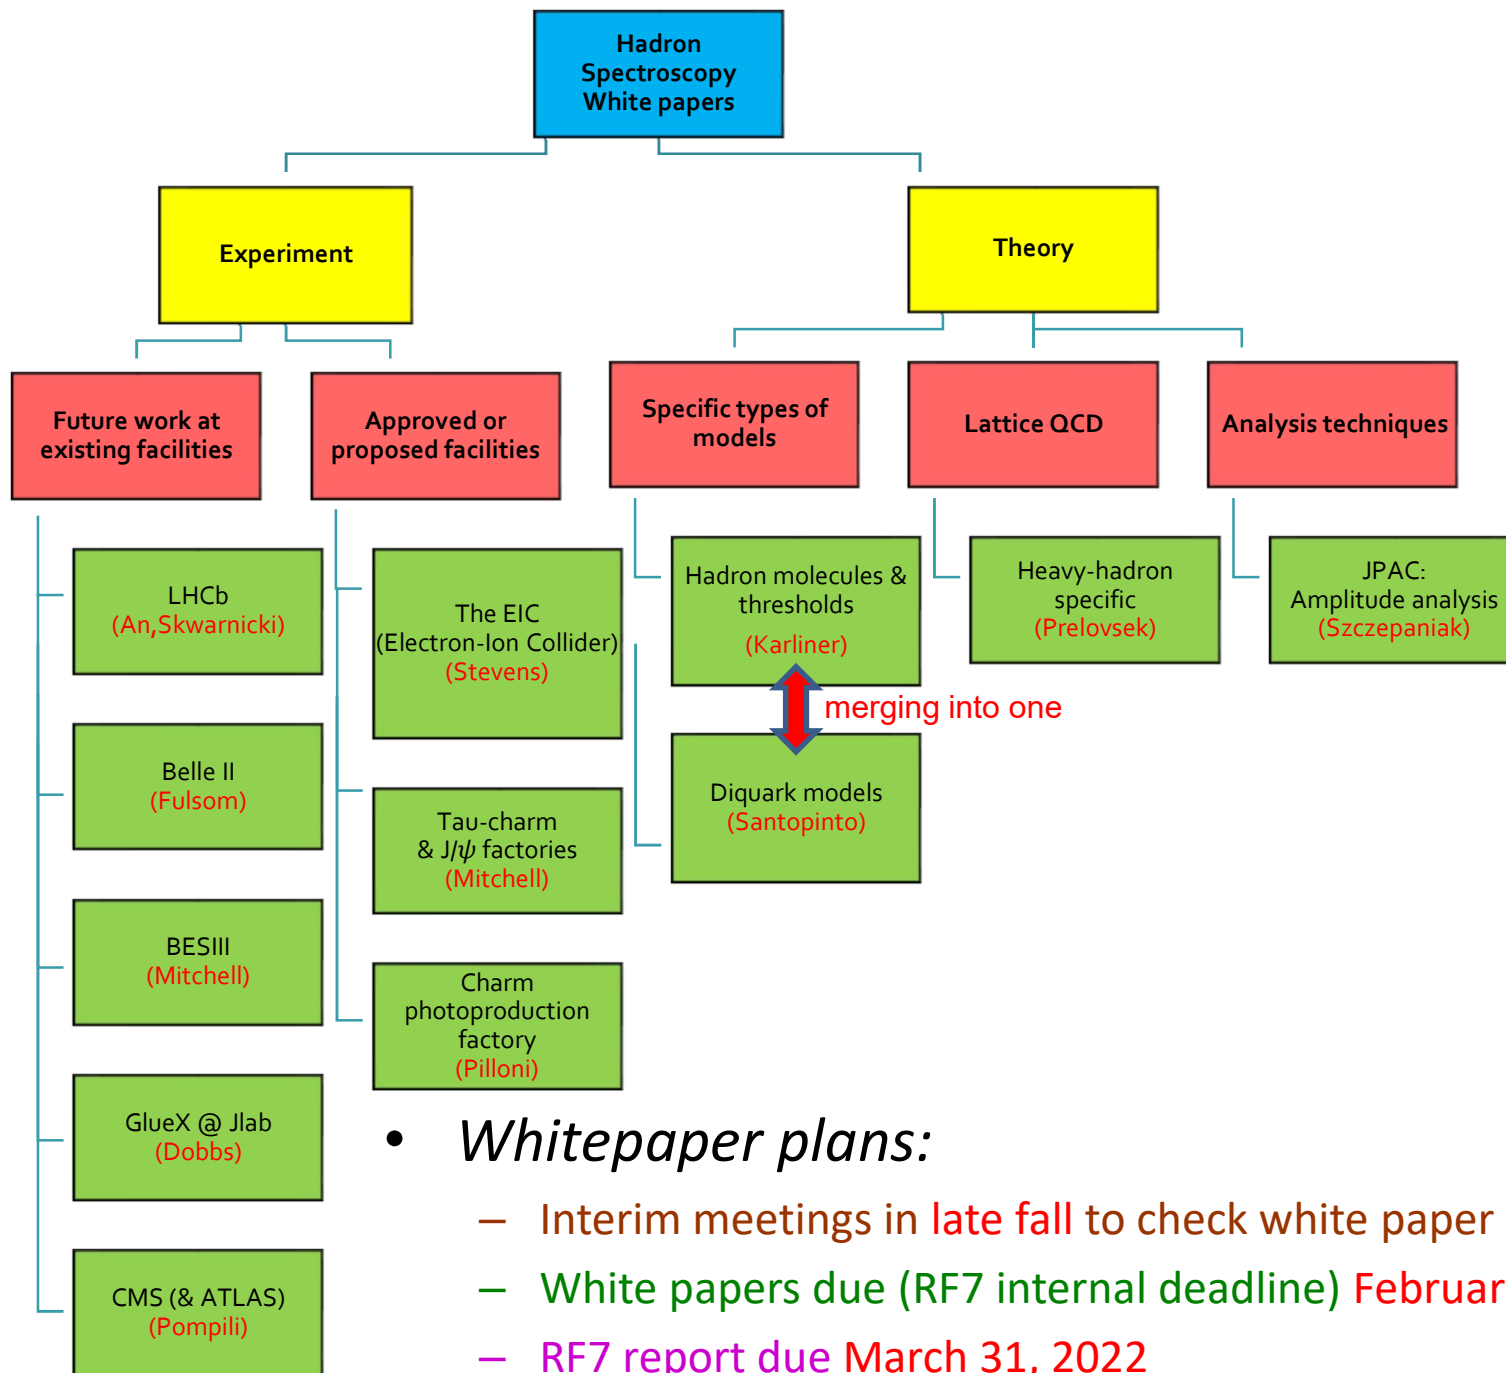 Hadron
Spectroscopy
White papers
Experiment
Theory
Future work at
existing facilities
Approved or
proposed facilities
Specific types of
models
Lattice QCD
Analysis techniques
LHCb
(An,Skwarnicki)
Belle II
(Fulsom)
BESIII
(Mitchell)
GlueX @ Jlab
(Dobbs)
CMS (& ATLAS)
(Pompili)
The EIC
(Electron-Ion Collider)
(Stevens)
Tau-charm
& J/ψ factories
(Mitchell)
Charm
photoproduction
factory
(Pilloni)
Hadron molecules &
thresholds
(Karliner)
merging into one
Diquark models
(Santopinto)
Heavy-hadron
specific
(Prelovsek)
JPAC:
Amplitude analysis
(Szczepaniak)
• Whitepaper plans:
– Interim meetings in late fall to check white paper
– White papers due (RF7 internal deadline) Februar
– RF7 report due March 31, 2022